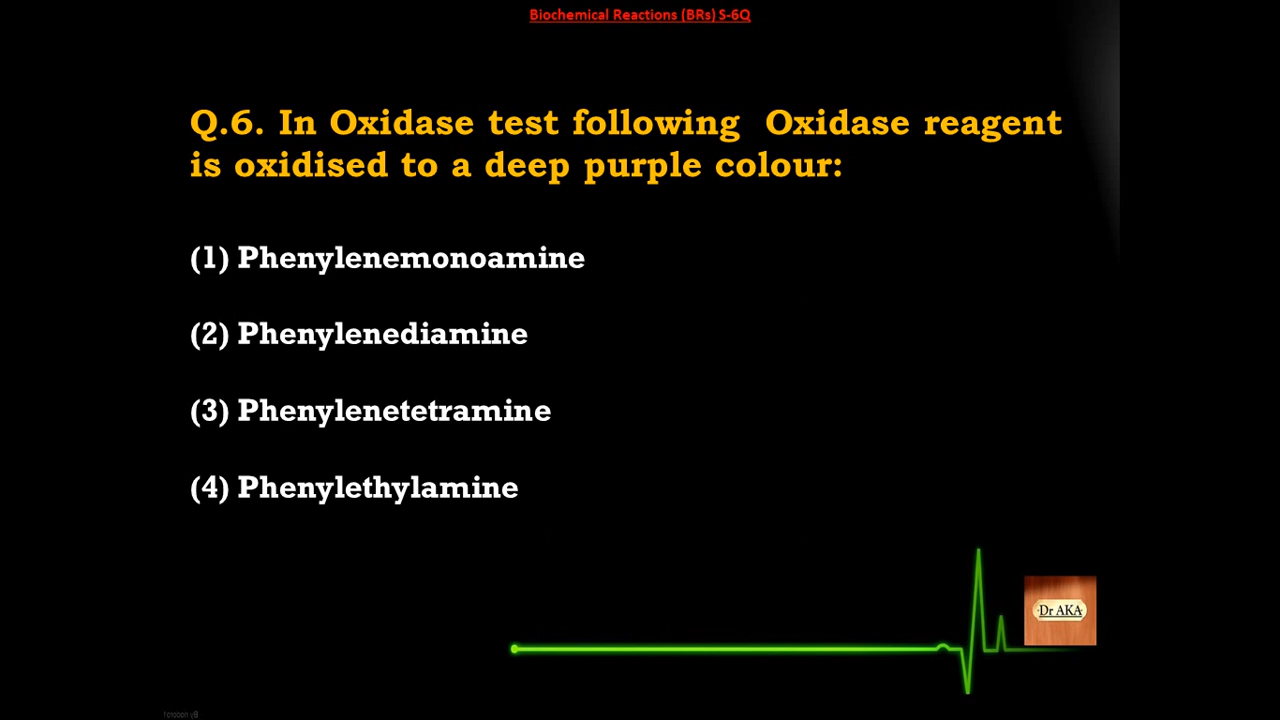 Biochemical Reactions (BRs) S-6Q
Q.6. In Oxidase test following Oxidase reagent
is oxidised to a deep purple colour:
(1) Phenylenemonoamine
(2) Phenylenediamine
(3) Phenylenetetramine
(4) Phenylethylamine
Dr AKA